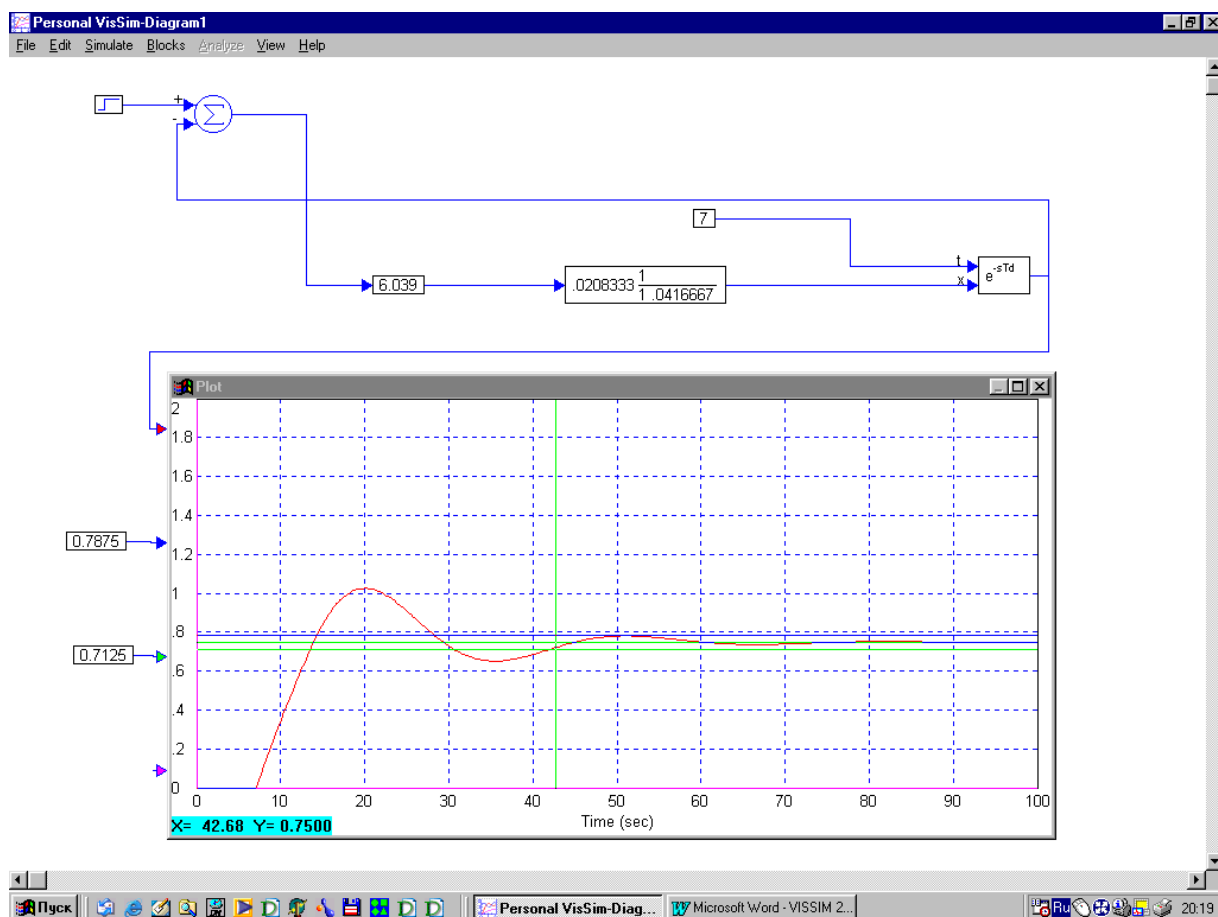 Personal VisSim-Diagram1
File Edit Simulate Blocks Analyze View Help
+
Σ
-
7
t
e-sTd
x
6.039
.0208333 1
1 .0416667
Plot
2
1.8
1.6
1.4
0.7875
1.2
1
.8
0.7125
.6
.4
.2
0
0 10 20 30 40 50 60 70 80 90 100
Time (sec)
X= 42.68 Y= 0.7500
Пуск
Personal VisSim-Diag...
Microsoft Word - VISSIM 2...
Ru
20:19